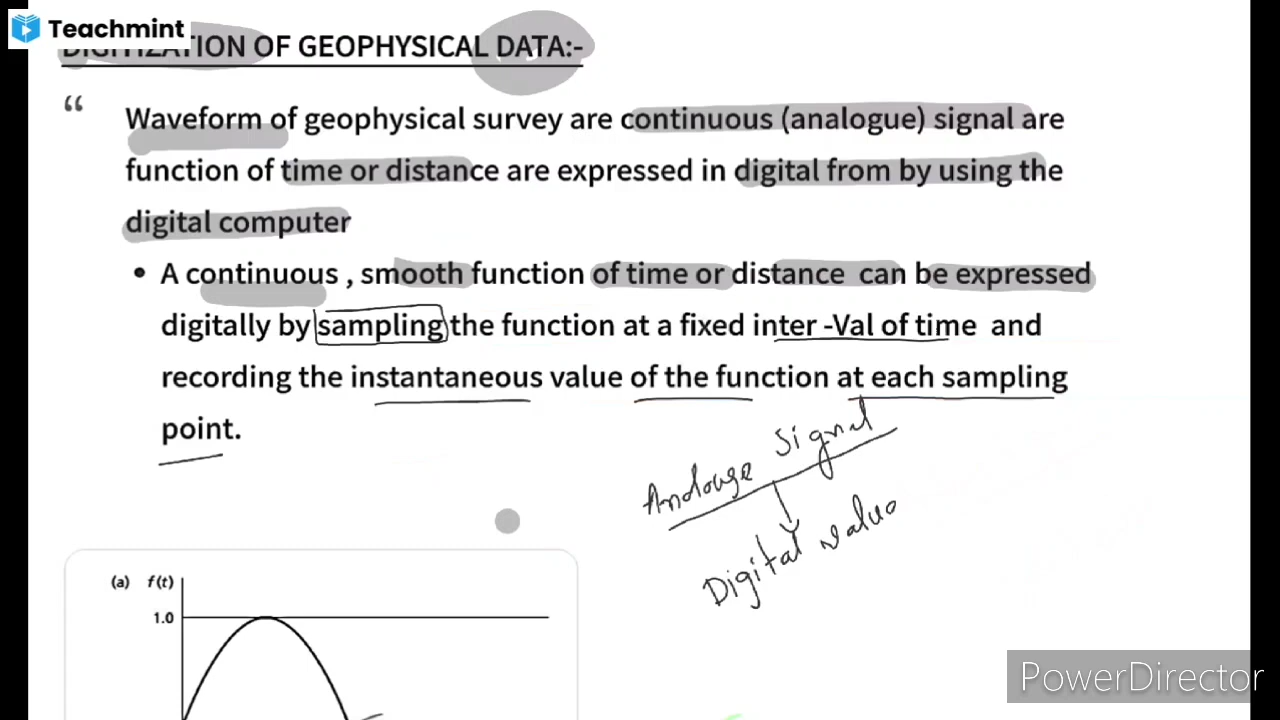 Teachmint
DIGITIZATION OF GEOPHYSICAL DATA:-
“
Waveform of geophysical survey are continuous (analogue) signal are
function of time or distance are expressed in digital from by using the
digital computer
• A continuous , smooth function of time or distance can be expressed
digitally by sampling the function at a fixed inter -Val of time and
recording the instantaneous value of the function at each sampling
point.
Analouge Signal
Digital value
(a) f(t)
1.0
PowerDirector